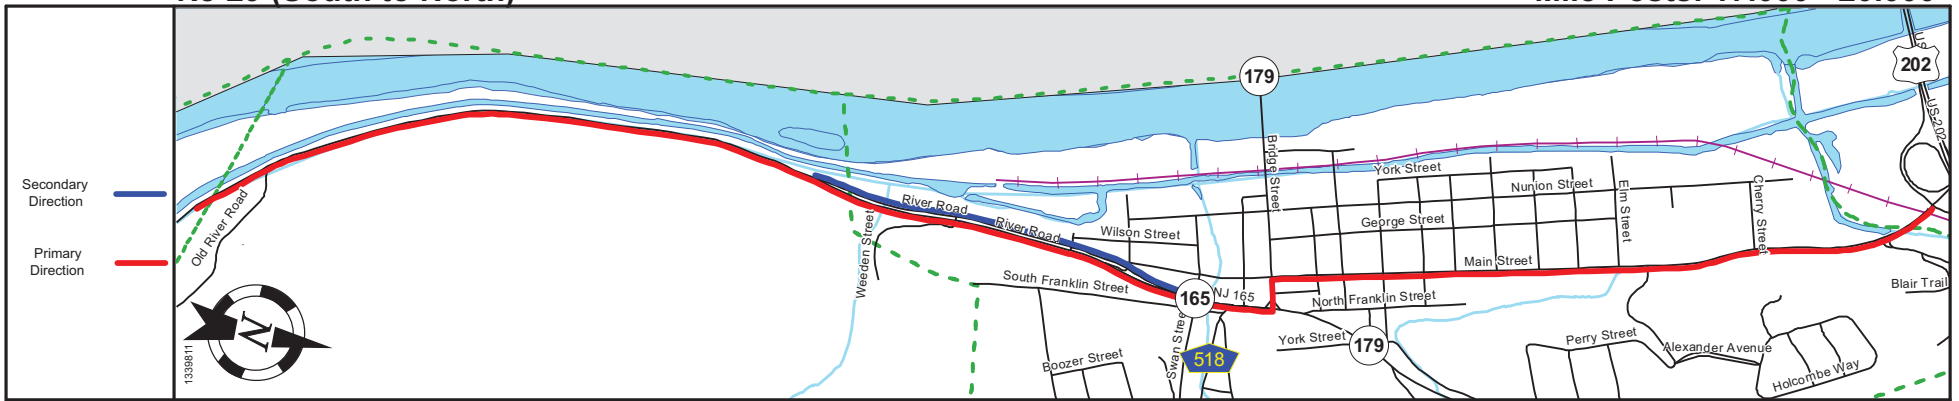 Secondary
Direction
Primary
Direction
179
US-202
202
Bridge Street
York Street
Nunion Street
Elm Street
Cherry Street
Old River Road
River Road
River Road
Wilson Street
George Street
Weeden Street
Main Street
South Franklin Street
165
NJ 165
North Franklin Street
Blair Trail
N
1339811
Swan Street
518
York Street
179
Perry Street
Alexander Avenue
Boozer Street
Holcombe Way